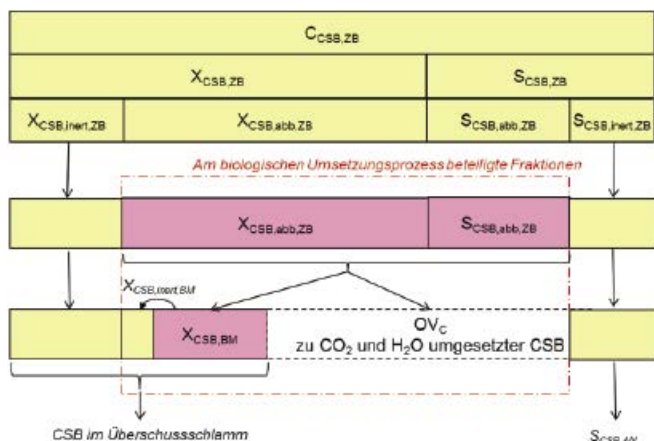 C_CSB,ZB
X_CSB,ZB S_CSB,ZB
X_CSB,inert,ZB X_CSB,abb,ZB S_CSB,abb,ZB S_CSB,inert,ZB
Am biologischen Umsetzungsprozess beteiligte Fraktionen
X_CSB,abb,ZB S_CSB,abb,ZB
X_CSB,inert,BM
X_CSB,BM
OV_C
zu CO₂ und H₂O umgesetzter CSB
CSB im Überschussschlamm